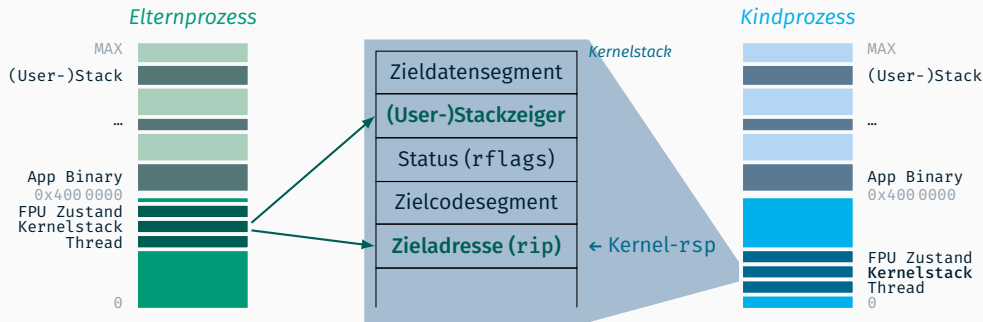 Elternprozess
MAX
(User-)Stack
…
App Binary
0x400 0000
FPU Zustand
Kernelstack
Thread
0
Kernelstack
Zieldatensegment
(User-)Stackzeiger
Status (rflags)
Zielcodesegment
Zieladresse (rip)
← Kernel-rsp
Kindprozess
MAX
(User-)Stack
…
App Binary
0x400 0000
FPU Zustand
Kernelstack
Thread
0